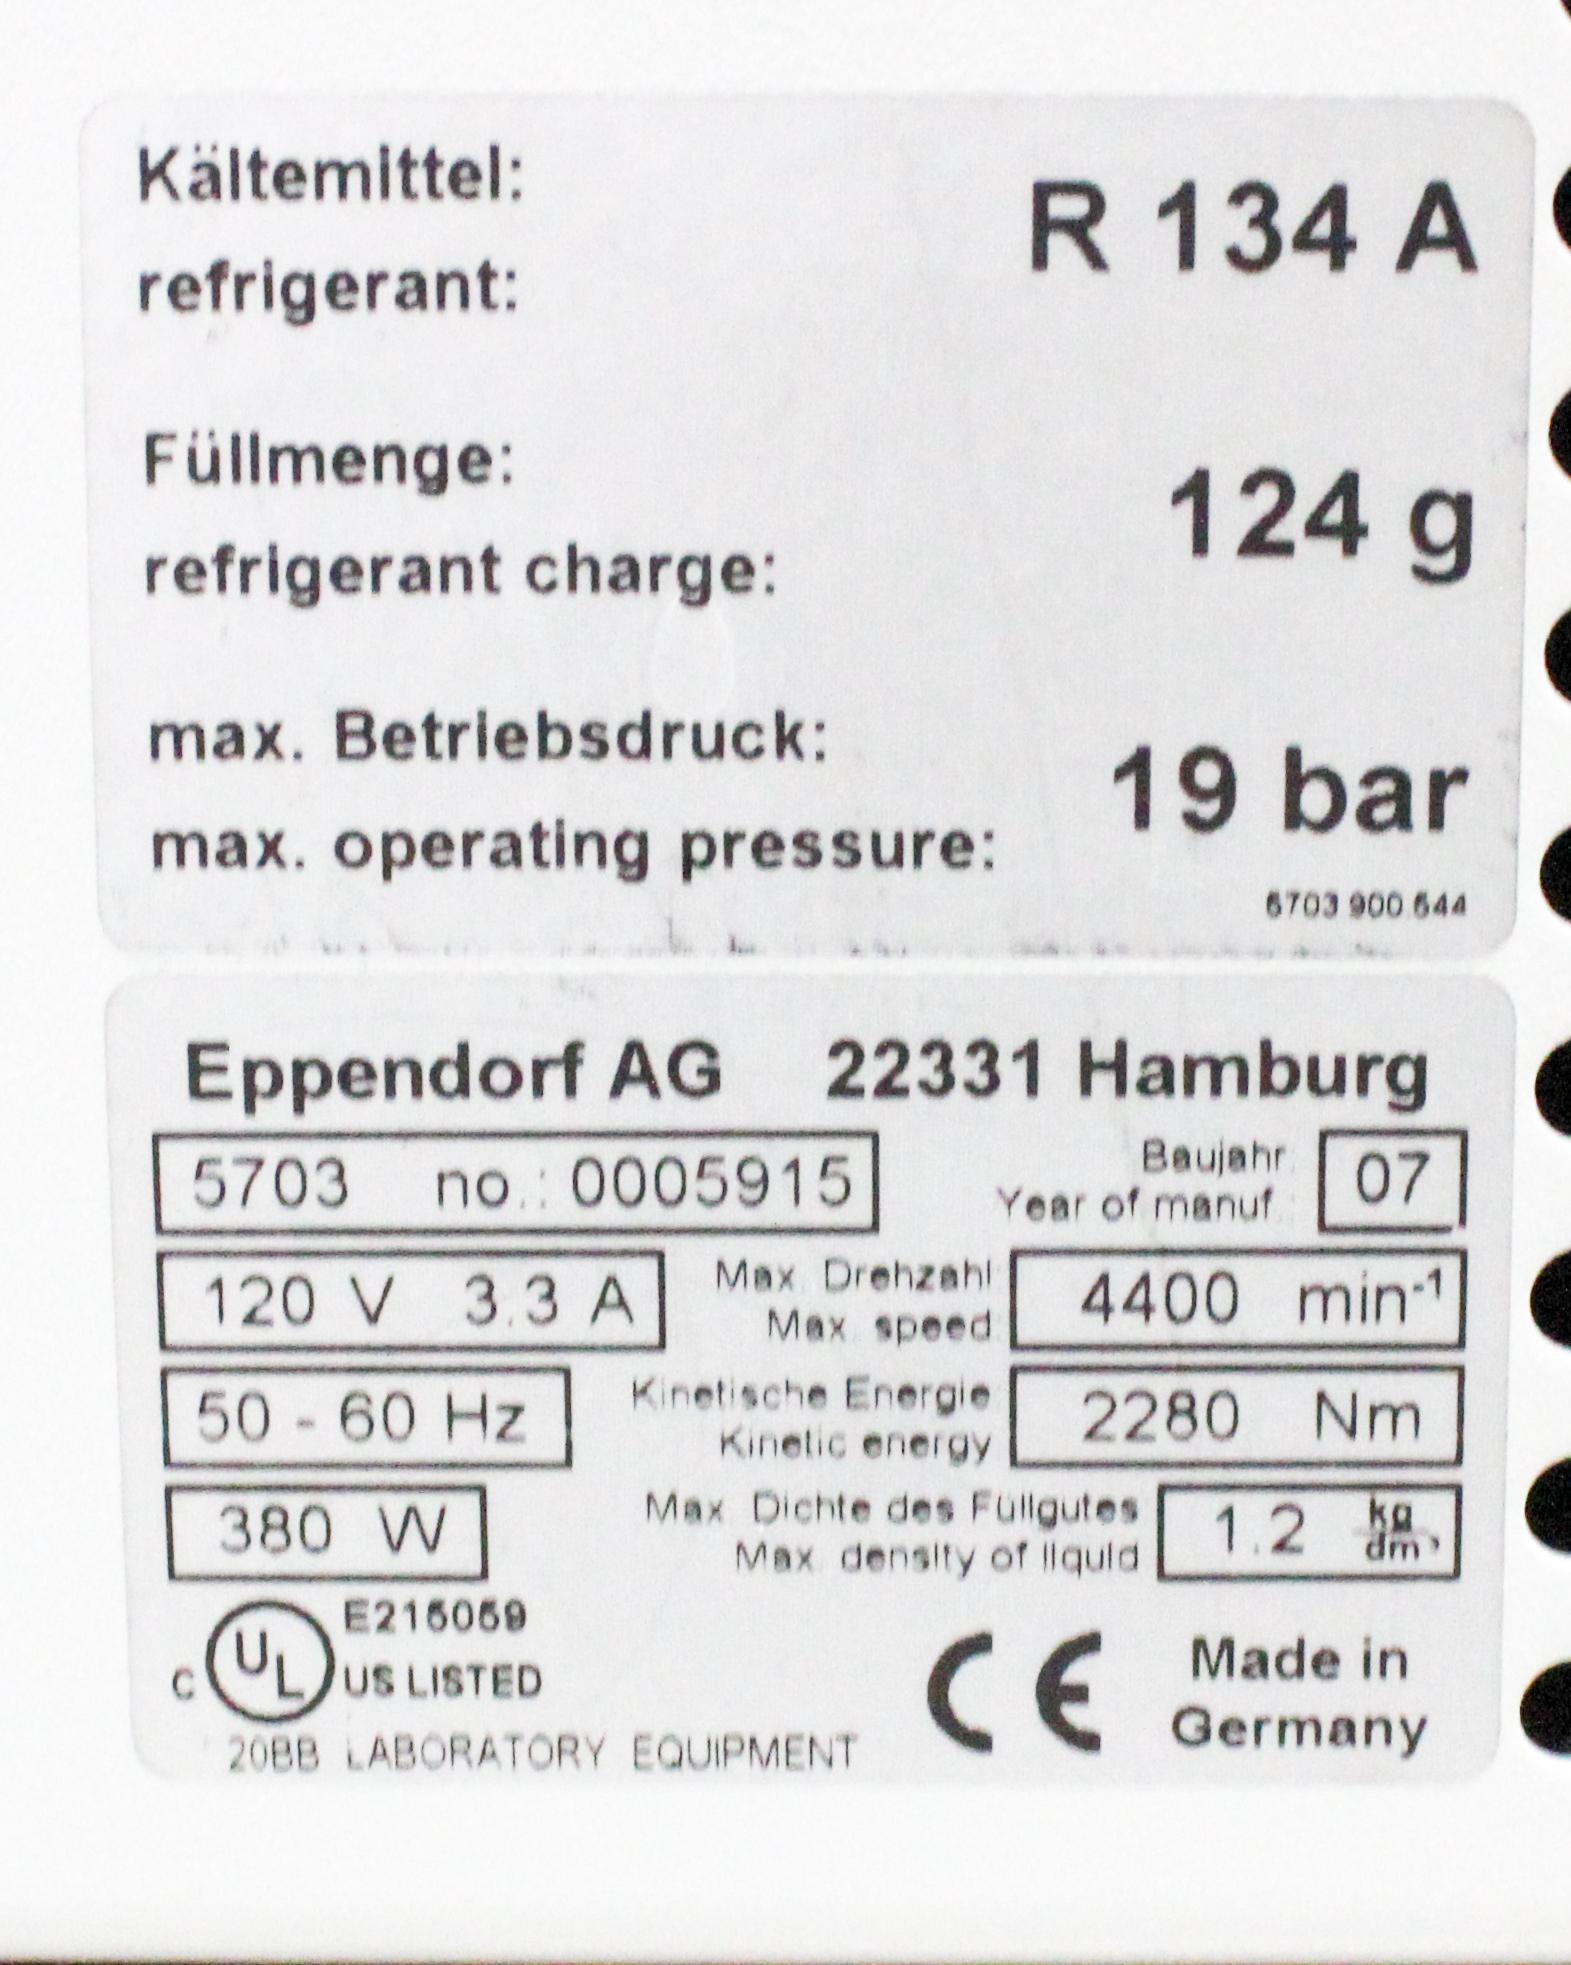 Kältemittel:
refrigerant:
R 134 A
Füllmenge:
refrigerant charge:
124 g
max. Betriebsdruck:
max. operating pressure:
19 bar
5703 900.544
Eppendorf AG 22331 Hamburg
5703 no.: 0005915
Baujahr
Year of manuf.:
07
120 V 3.3 A
Max. Drehzahl
Max. speed
4400 min-1
50 - 60 Hz
Kinetische Energie
Kinetic energy
2280 Nm
380 W
Max. Dichte des Füllgutes
Max. density of liquid
1.2 kg/dm³
E215059
c UL US LISTED
20BB LABORATORY EQUIPMENT
CE
Made in
Germany